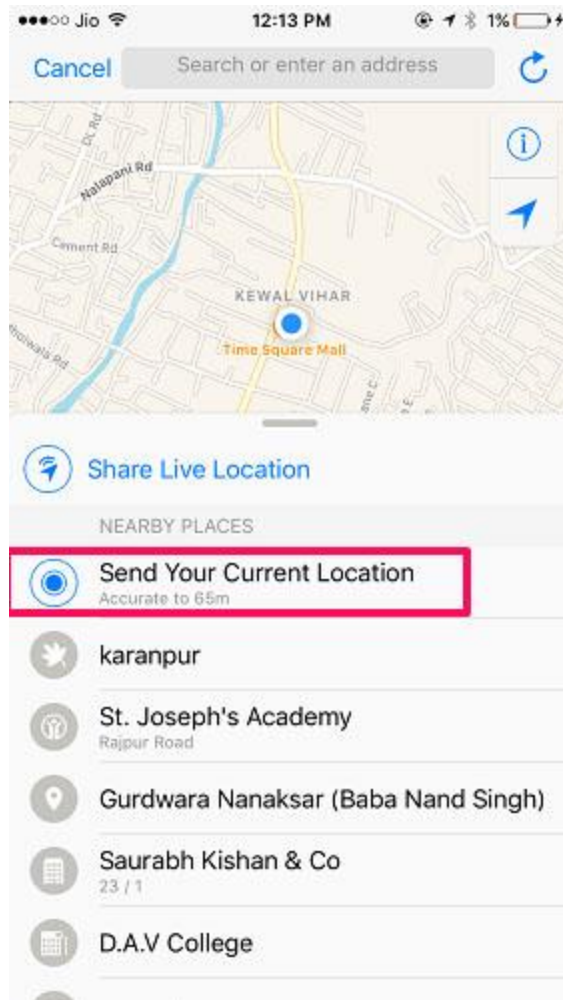 Jio 12:13 PM 1%
Cancel Search or enter an address
Nalapani Rd
Cement Rd
KEWAL VIHAR
Time Square Mall
Share Live Location
NEARBY PLACES
Send Your Current Location
Accurate to 65m
karanpur
St. Joseph's Academy
Rajpur Road
Gurdwara Nanaksar (Baba Nand Singh)
Saurabh Kishan & Co
23 / 1
D.A.V College